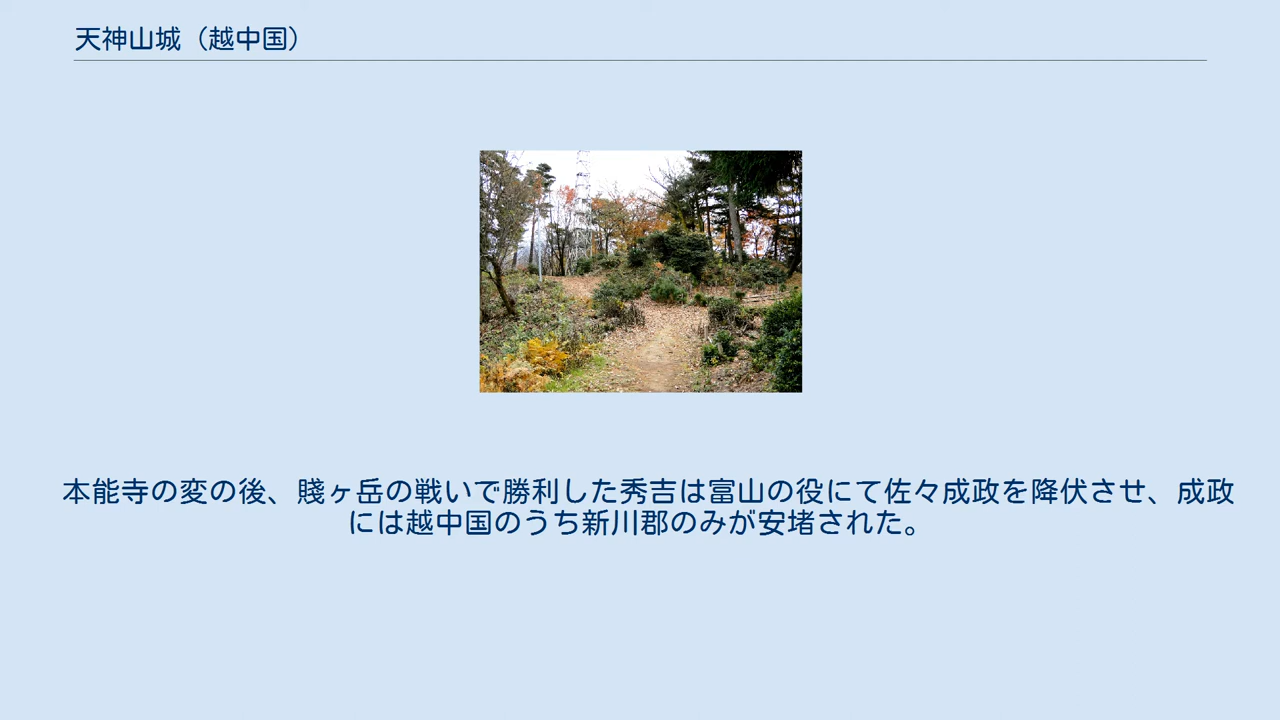 天神山城（越中国）
本能寺の変の後、賤ヶ岳の戦いで勝利した秀吉は富山の役にて佐々成政を降伏させ、成政
には越中国のうち新川郡のみが安堵された。